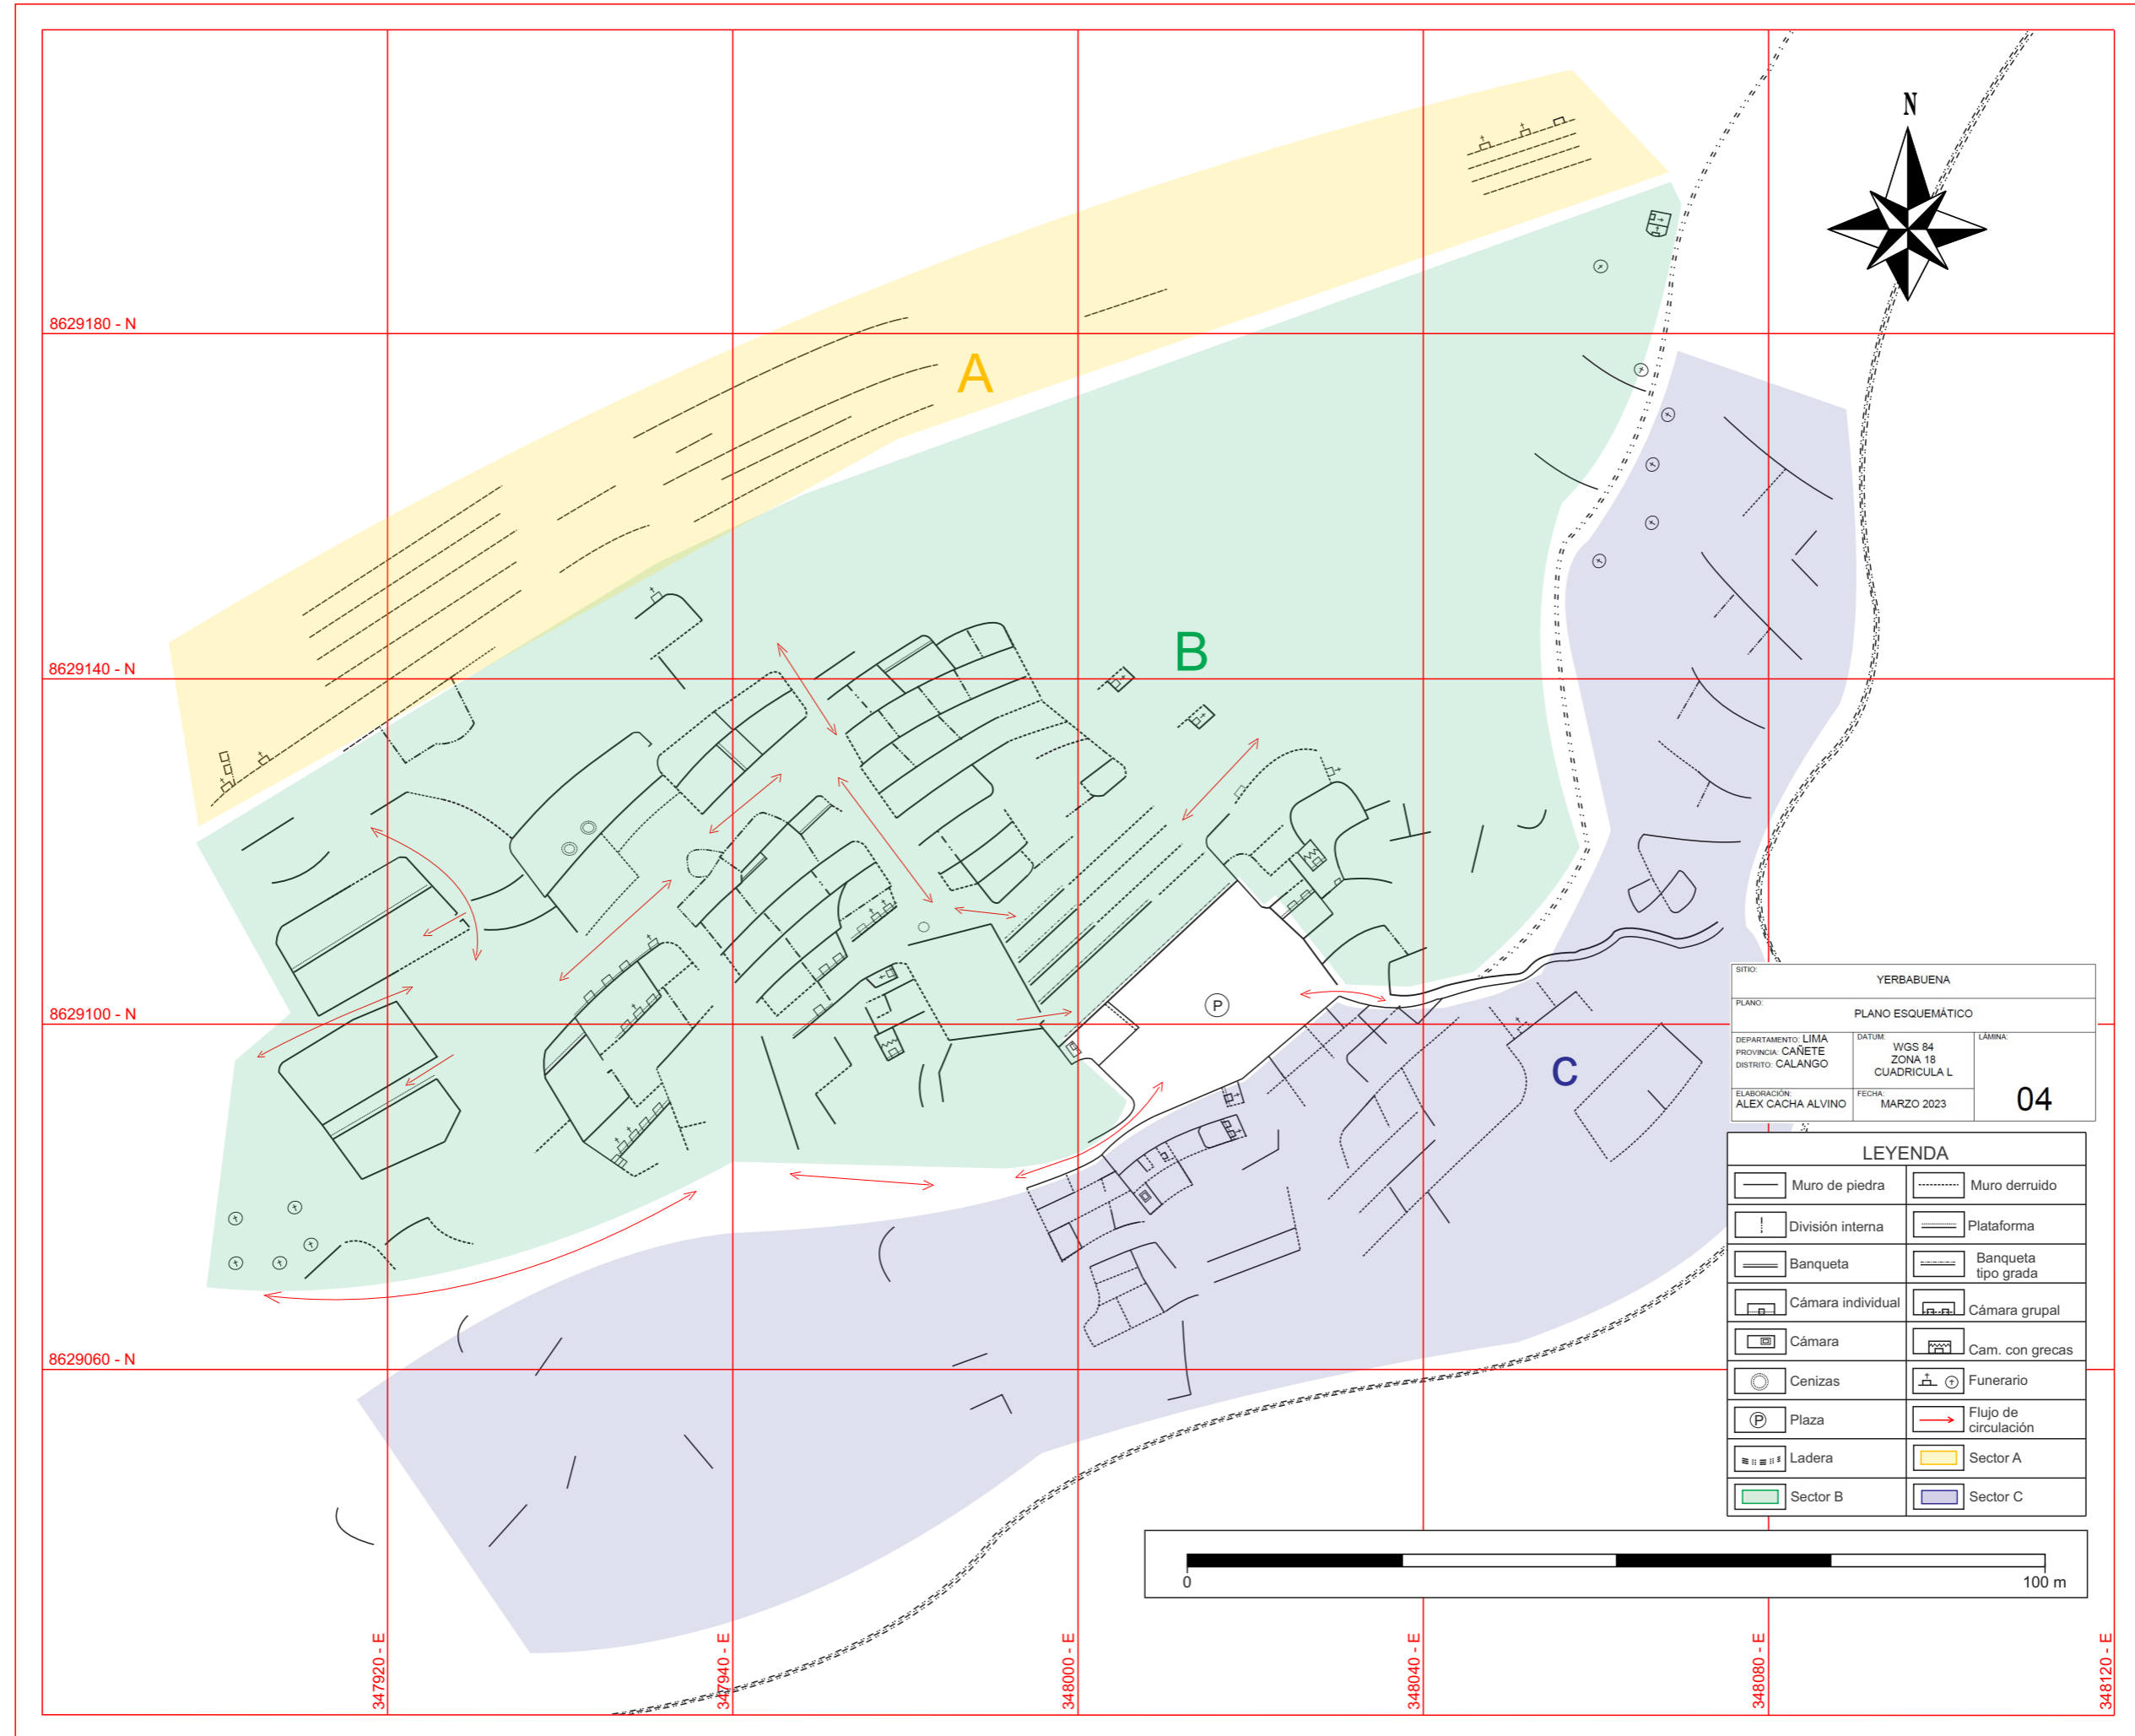 N
8629180 - N
A
8629140 - N
B
8629100 - N
P
C
8629060 - N
347920 - E
347940 - E
348000 - E
348040 - E
348080 - E
348120 - E
SITIO:
YERBABUENA
PLANO:
PLANO ESQUEMÁTICO
DEPARTAMENTO: LIMA
PROVINCIA: CAÑETE
DISTRITO: CALANGO
DATUM:
WGS 84
ZONA 18
CUADRICULA L
LÁMINA:
04
ELABORACIÓN:
ALEX CACHA ALVINO
FECHA:
MARZO 2023
LEYENDA
Muro de piedra
Muro derruido
División interna
Plataforma
Banqueta
Banqueta
tipo grada
Cámara individual
Cámara grupal
Cámara
Cam. con grecas
Cenizas
Funerario
P Plaza
Flujo de
circulación
Ladera
Sector A
Sector B
Sector C
0
100 m